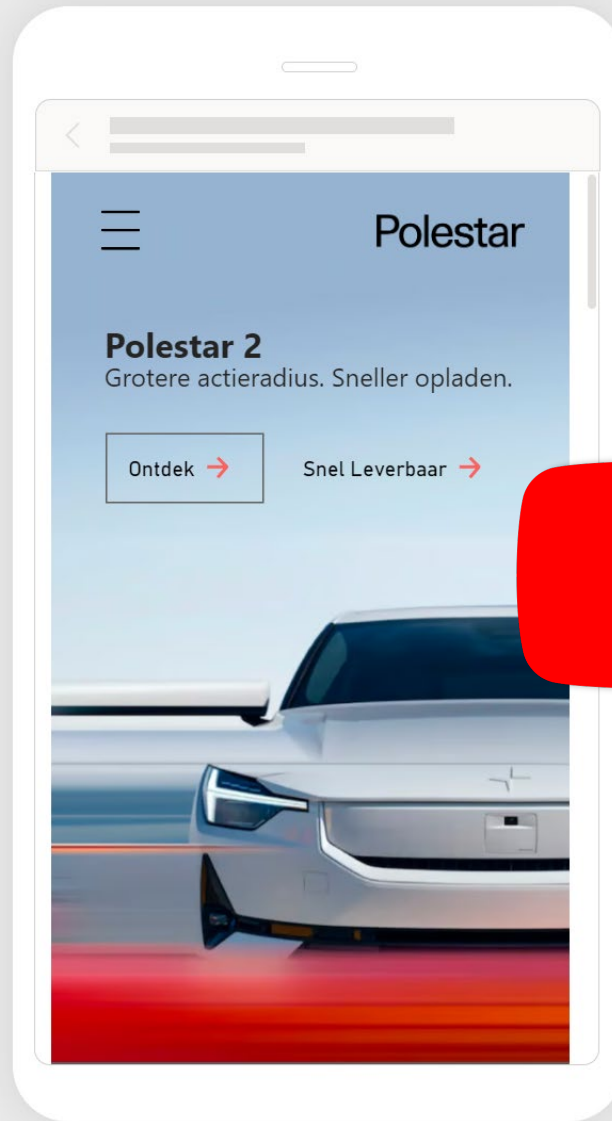 Polestar
Polestar 2
Grotere actieradius. Sneller opladen.
Ontdek → Snel Leverbaar →